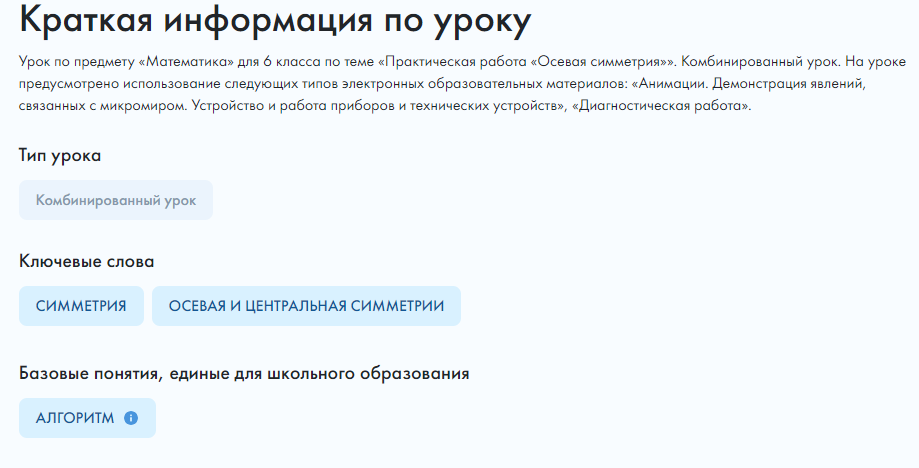 Краткая информация по уроку
Урок по предмету «Математика» для 6 класса по теме «Практическая работа «Осевая симметрия»». Комбинированный урок. На уроке
предусмотрено использование следующих типов электронных образовательных материалов: «Анимации. Демонстрация явлений,
связанных с микромиром. Устройство и работа приборов и технических устройств», «Диагностическая работа».
Тип урока
Комбинированный урок
Ключевые слова
СИММЕТРИЯ
ОСЕВАЯ И ЦЕНТРАЛЬНАЯ СИММЕТРИИ
Базовые понятия, единые для школьного образования
АЛГОРИТМ